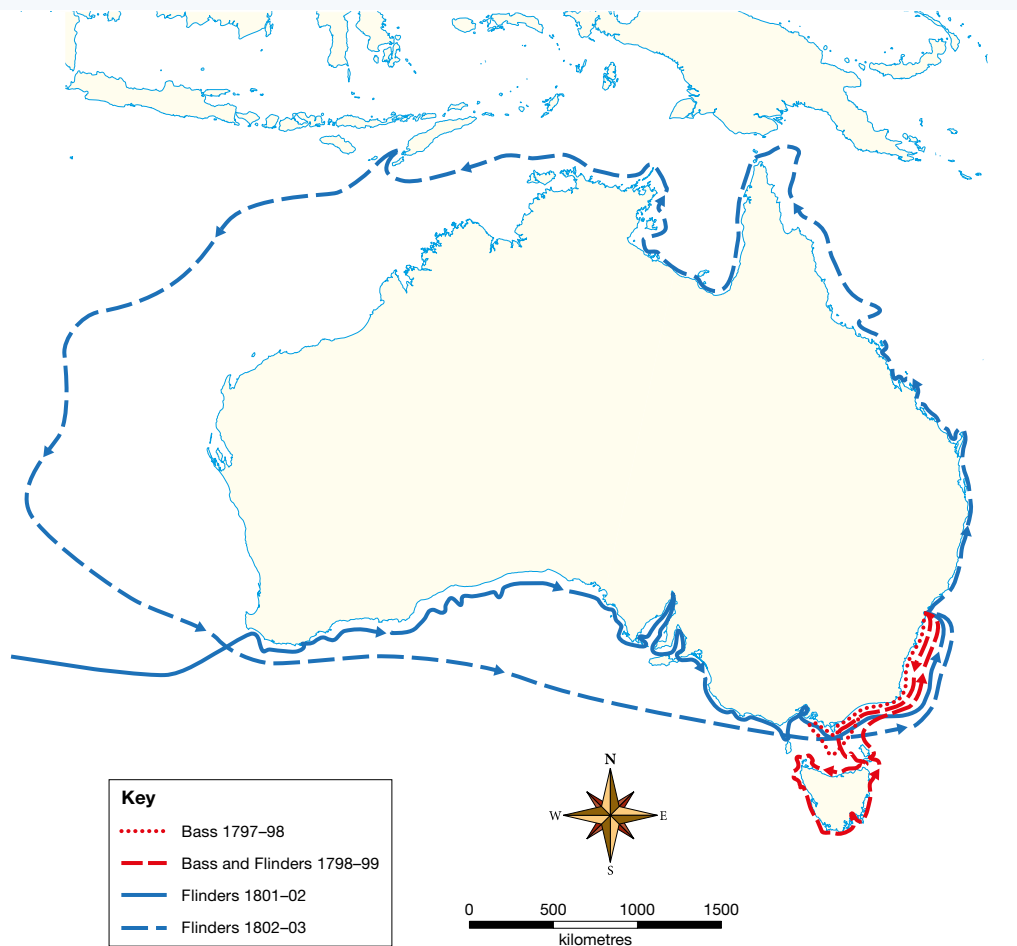 N
W
E
S
Key
Bass 1797–98
Bass and Flinders 1798–99
Flinders 1801–02
Flinders 1802–03
0 500 1000 1500
kilometres